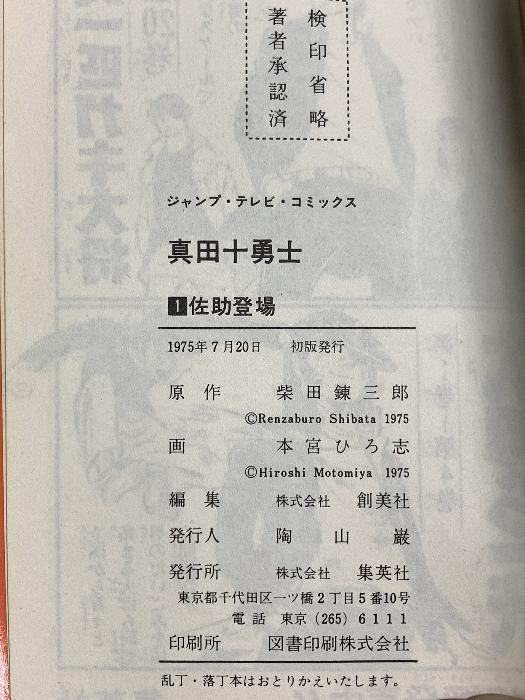 検印省略
著者承認済
ジャンプ・テレビ・コミックス
真田十勇士
1佐助登場
1975年7月20日 初版発行
原作 柴田錬三郎
©Renzaburo Shibata 1975
画 本宮ひろ志
©Hiroshi Motomiya 1975
編集 株式会社 創美社
発行人 陶山巌
発行所 株式会社 集英社
東京都千代田区一ツ橋2丁目5番10号
電話 東京(265)6111
印刷所 図書印刷株式会社
乱丁・落丁本はおとりかえいたします。